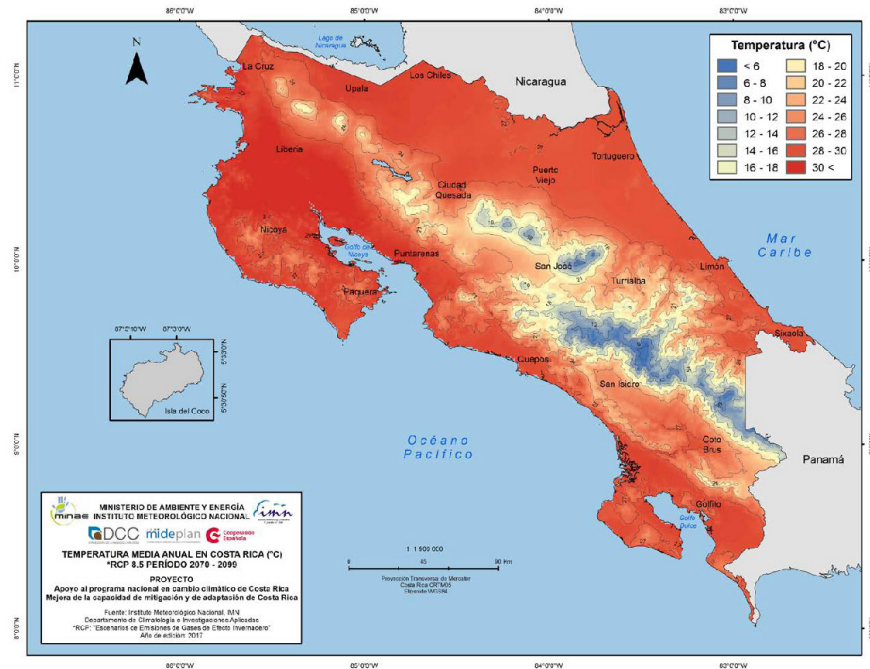 86°0'0"W 85°0'0"W 84°0'0"W 83°0'0"W
Lago de
Nicaragua
N
La Cruz
Upala
Los Chiles
Nicaragua
Liberia
Ciudad
Quesada
Puerto
Viejo
Tortuguero
Nicoya
Golfo de
Nicoya
Puntarenas
San José
Turrialba
Limón
Mar
Caribe
Paquera
Quepos
San Isidro
Sixaola
Coto
Brus
Panamá
Golfito
Golfo
Dulce
Océano
Pacífico
Isla del Coco
Temperatura (°C)
< 6
6 - 8
8 - 10
10 - 12
12 - 14
14 - 16
16 - 18
18 - 20
20 - 22
22 - 24
24 - 26
26 - 28
28 - 30
30 <
MINISTERIO DE AMBIENTE Y ENERGÍA
INSTITUTO METEOROLÓGICO NACIONAL
minae
imn
DCC
mideplan
Cooperación
Española
TEMPERATURA MEDIA ANUAL EN COSTA RICA (°C)
*RCP 8.5 PERÍODO 2070 - 2099
PROYECTO
Apoyo al programa nacional en cambio climático de Costa Rica
Mejora de la capacidad de mitigación y de adaptación de Costa Rica
Fuente: Instituto Meteorológico Nacional, IMN
Departamento de Climatología e Investigaciones Aplicadas
*RCP: "Escenarios de Emisiones de Gases de Efecto Invernadero"
Año de edición: 2017
90 Km
Proyección Transversa de Mercator
Costa Rica CRTM05
Elipsoide WGS84
86°0'0"W 85°0'0"W 84°0'0"W 83°0'0"W